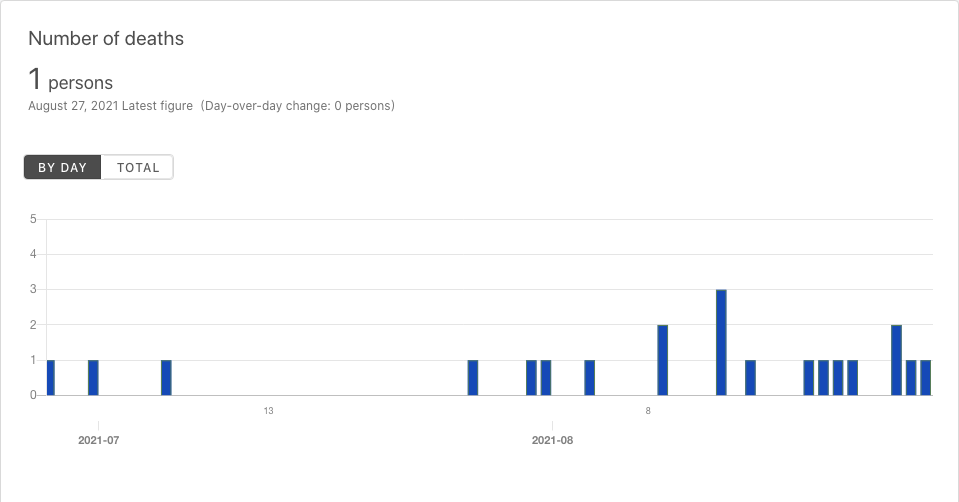 Number of deaths
1 persons
August 27, 2021 Latest figure (Day-over-day change: 0 persons)
BY DAY TOTAL
5
4
3
2
1
0
13 8
2021-07 2021-08